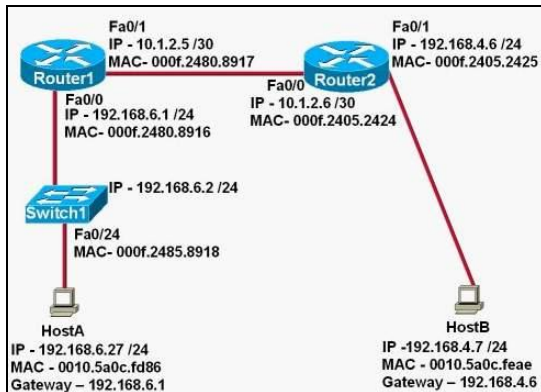 Fa0/1
IP - 10.1.2.5 /30
MAC- 000f.2480.8917
Router1
Fa0/0
IP - 192.168.6.1 /24
MAC- 000f.2480.8916
Fa0/1
IP - 192.168.4.6 /24
MAC- 000f.2405.2425
Router2
Fa0/0
IP - 10.1.2.6 /30
MAC- 000f.2405.2424
IP - 192.168.6.2 /24
Switch1
Fa0/24
MAC- 000f.2485.8918
HostA
IP - 192.168.6.27 /24
MAC - 0010.5a0c.fd86
Gateway – 192.168.6.1
HostB
IP -192.168.4.7 /24
MAC - 0010.5a0c.feae
Gateway – 192.168.4.6